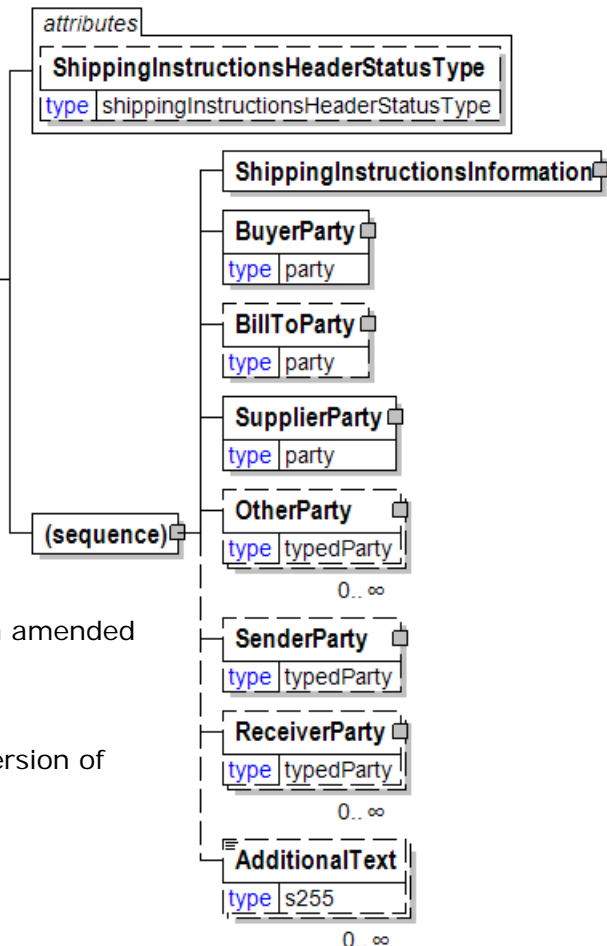 attributes
ShippingInstructionsHeaderStatusType
type shippingInstructionsHeaderStatusType
ShippingInstructionsInformation
BuyerParty
type party
BillToParty
type party
SupplierParty
type party
(sequence)
OtherParty
type typedParty
0.. ∞
amended
SenderParty
type typedParty
ersion of
ReceiverParty
type typedParty
0.. ∞
AdditionalText
type s255
0.. ∞